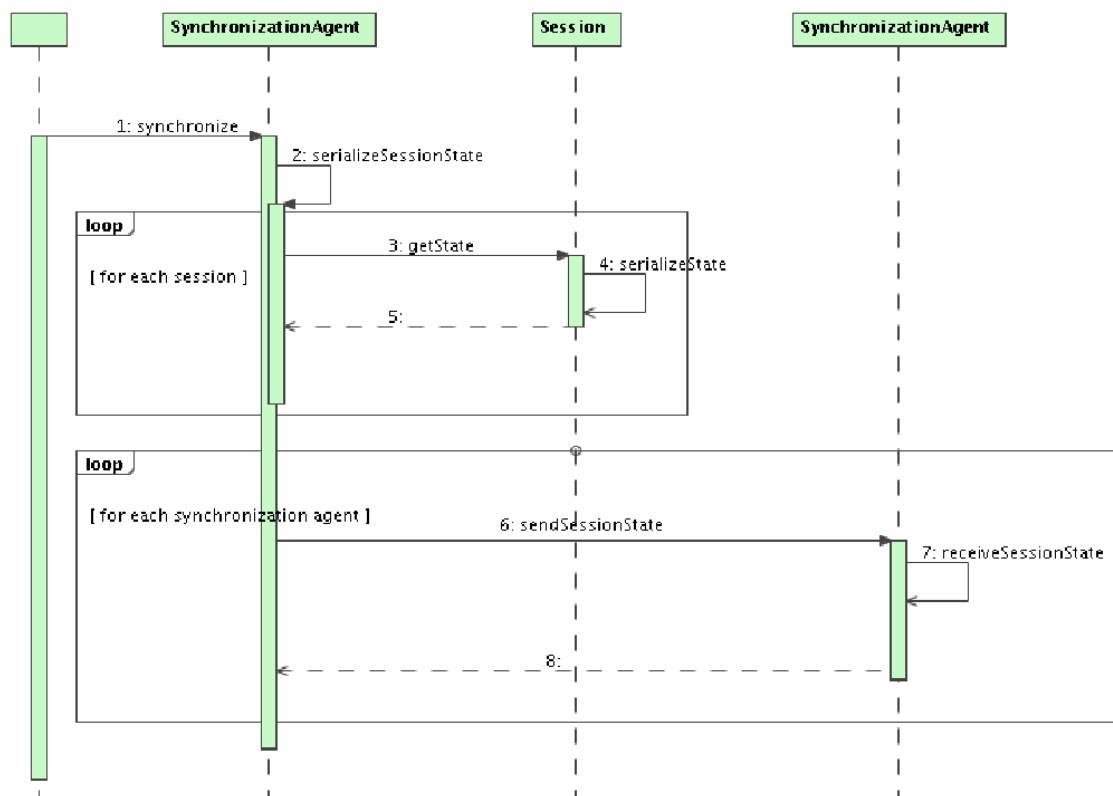 SynchronizationAgent
Session
SynchronizationAgent
1: synchronize
2: serializeSessionState
loop
3: getState
[ for each session ]
4: serializeState
5:
loop
[ for each synchronization agent ]
6: sendSessionState
7: receiveSessionState
8: